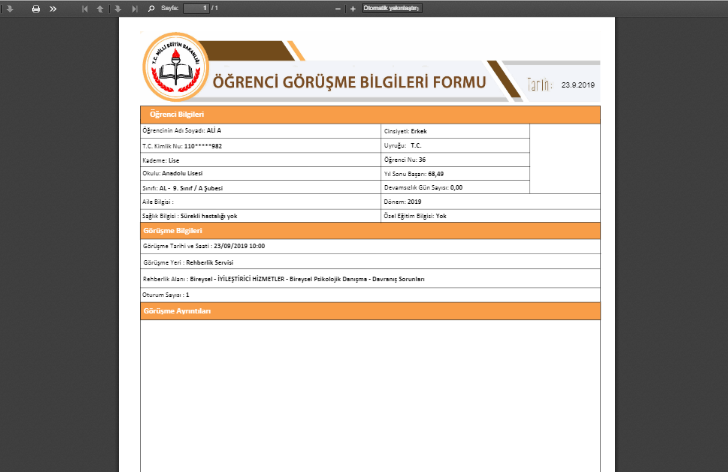 Sayfa: 1 / 1
Otomatik yakınlaştır
T.C. MİLLÎ EĞİTİM BAKANLIĞI
ÖĞRENCİ GÖRÜŞME BİLGİLERİ FORMU
Tarih: 23.9.2019
Öğrenci Bilgileri
Öğrencinin Adı Soyadı: ALİ A
Cinsiyeti: Erkek
T.C. Kimlik Nu: 110*****982
Uyruğu: T.C.
Kademe: Lise
Öğrenci Nu: 36
Okulu: Anadolu Lisesi
Yıl Sonu Başarı: 68,49
Sınıfı: AL - 9. Sınıf / A Şubesi
Devamsızlık Gün Sayısı: 0,00
Aile Bilgisi :
Dönem: 2019
Sağlık Bilgisi : Sürekli hastalığı yok
Özel Eğitim Bilgisi: Yok
Görüşme Bilgileri
Görüşme Tarihi ve Saati : 23/09/2019 10:00
Görüşme Yeri : Rehberlik Servisi
Rehberlik Alanı : Bireysel - İYİLEŞTİRİCİ HİZMETLER - Bireysel Psikolojik Danışma - Davranış Sorunları
Oturum Sayısı : 1
Görüşme Ayrıntıları